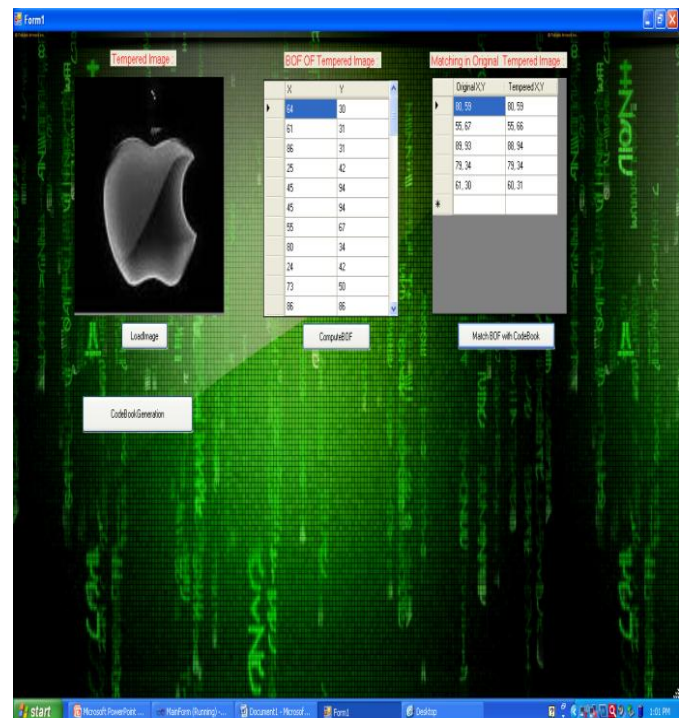 Form1
Tempered Image :
BOF OF Tempered Image :
Matching in Original Tempered Image :
X Y
64 30
61 31
86 31
25 42
45 94
45 94
55 67
80 34
24 42
73 50
86 86
Original X,Y Tempered X,Y
80, 59 80, 59
55, 67 55, 66
89, 93 88, 94
79, 34 79, 34
61, 30 60, 31
LoadImage
ComputeBOF
Match BOF with CodeBook
CodeBookGeneration
start
Microsoft PowerPoint ...
MainForm (Running) - ...
Document1 - Microsof...
Form1
Desktop
1:01 PM